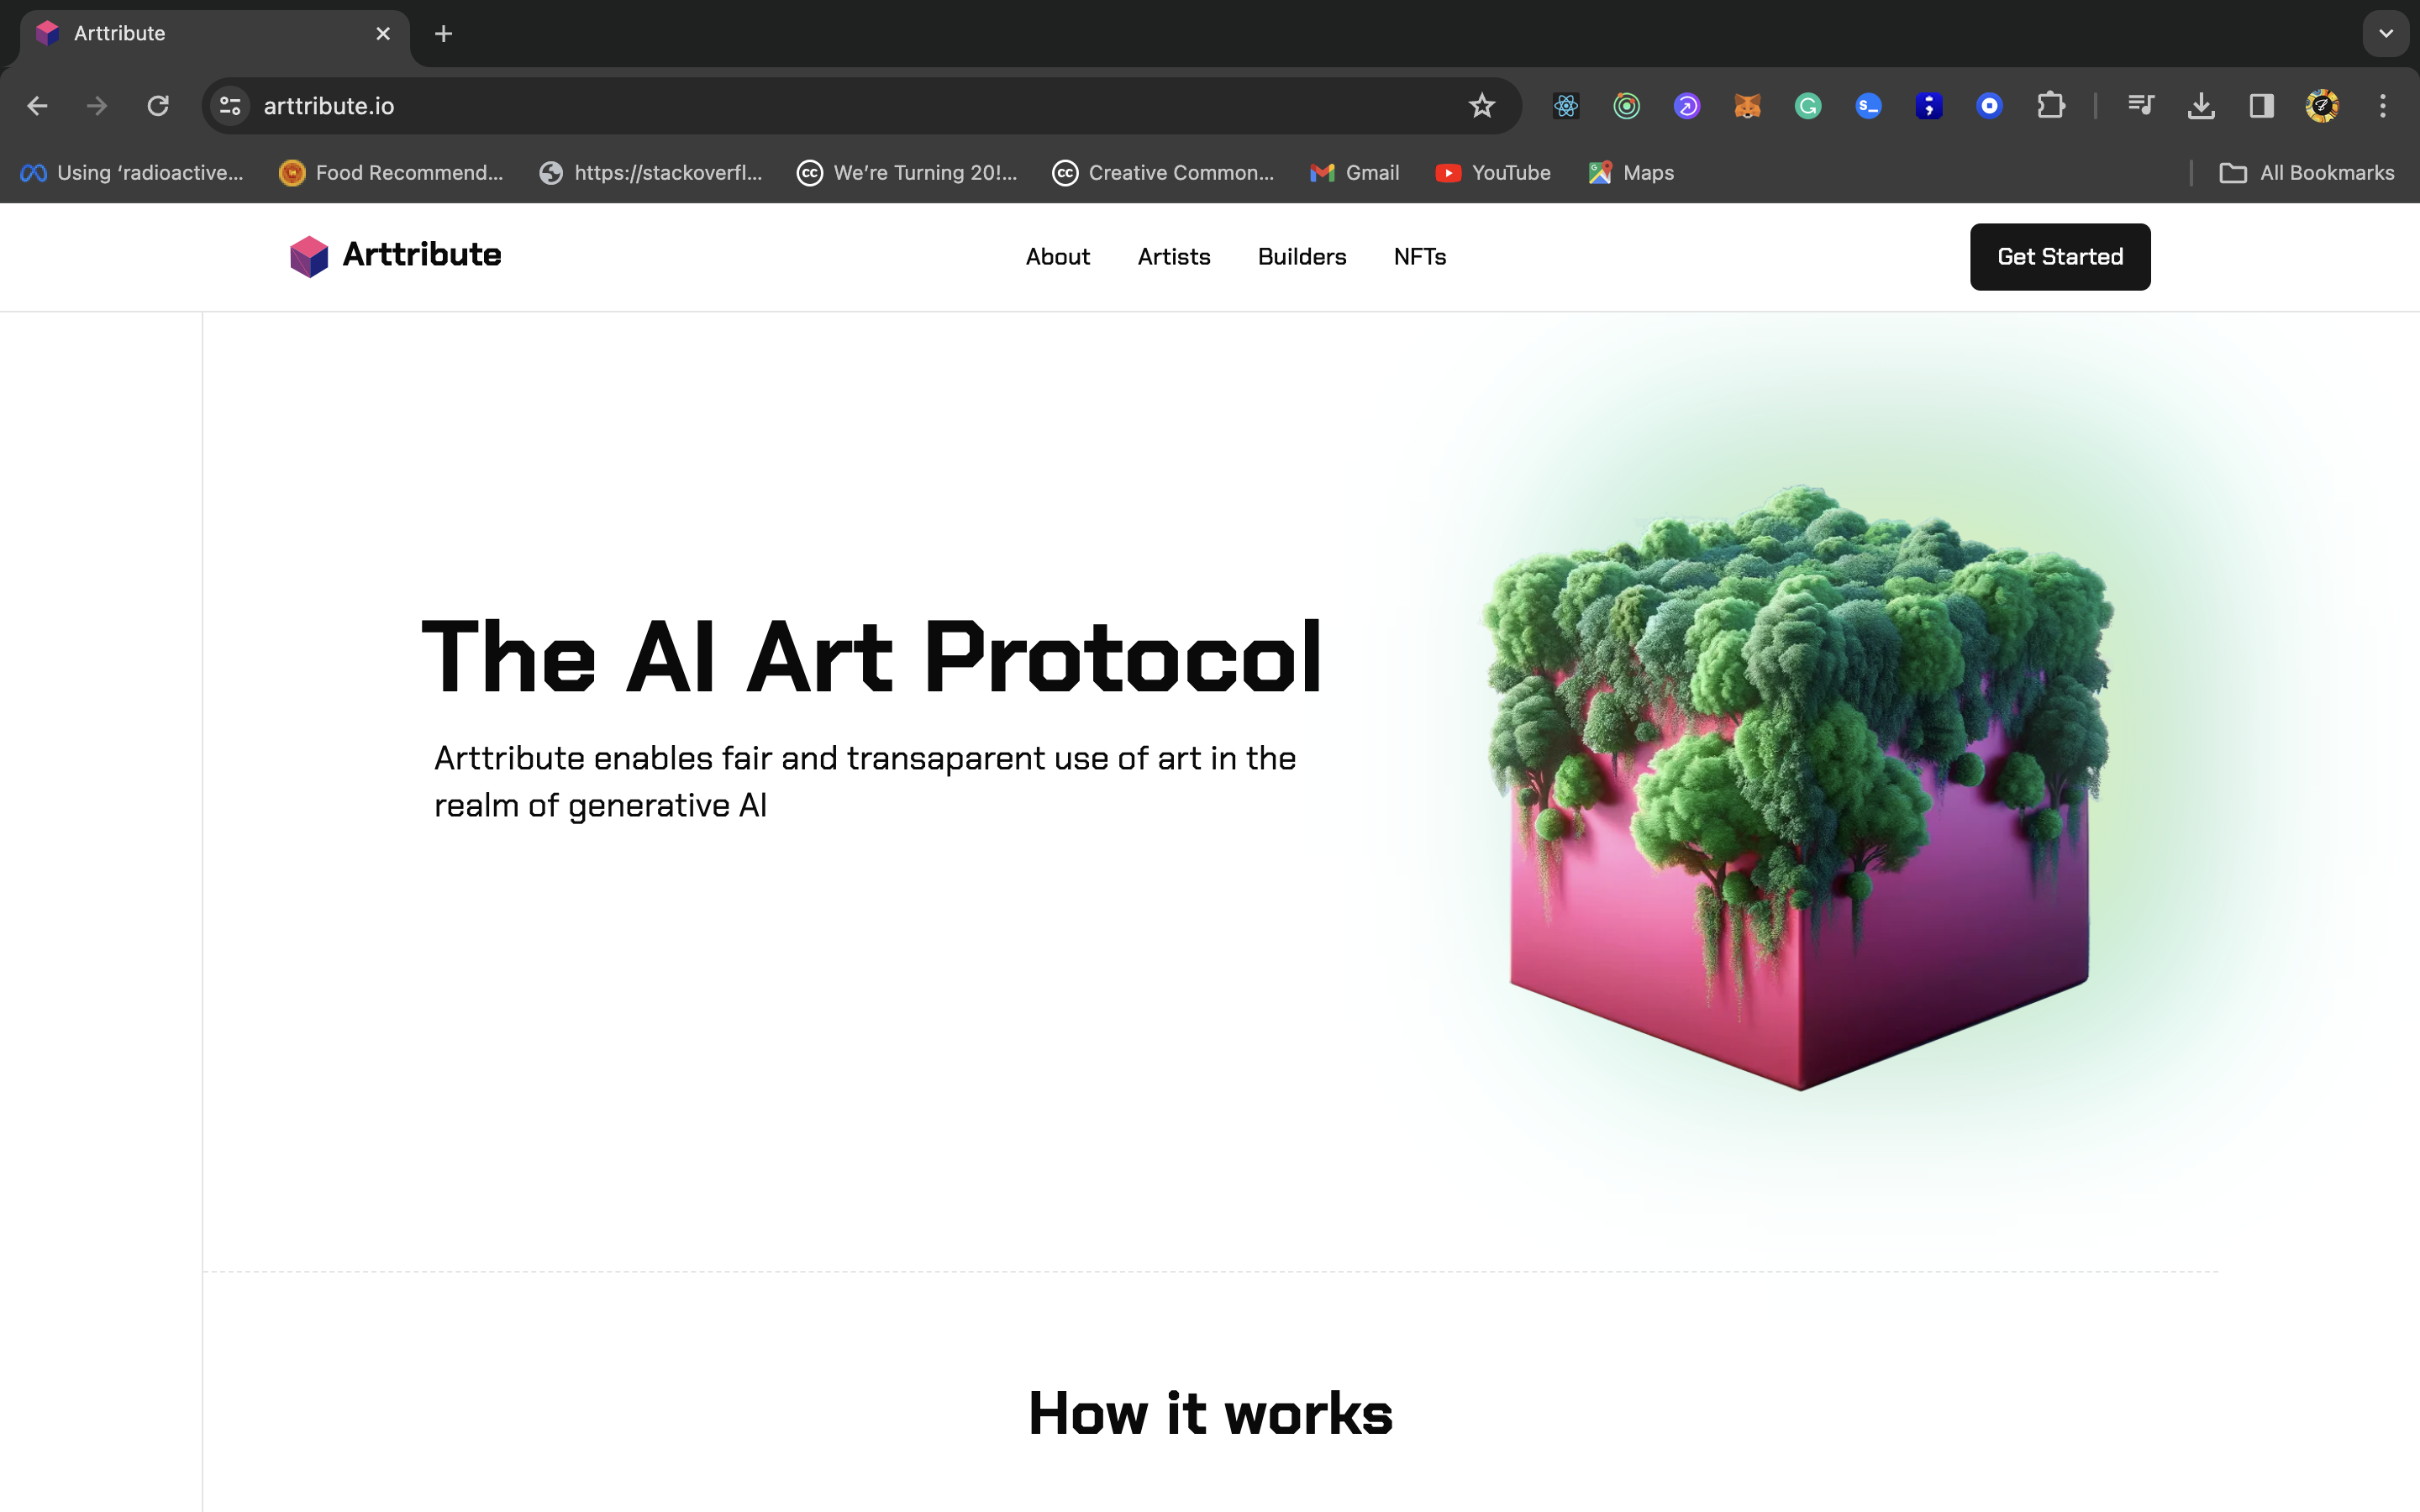 Arttribute
arttribute.io
Using ‘radioactive...
Food Recommend...
https://stackoverfl...
We’re Turning 20!...
Creative Common...
Gmail
YouTube
Maps
All Bookmarks
Arttribute
About
Artists
Builders
NFTs
Get Started
The AI Art Protocol
Arttribute enables fair and transaparent use of art in the
realm of generative AI
How it works